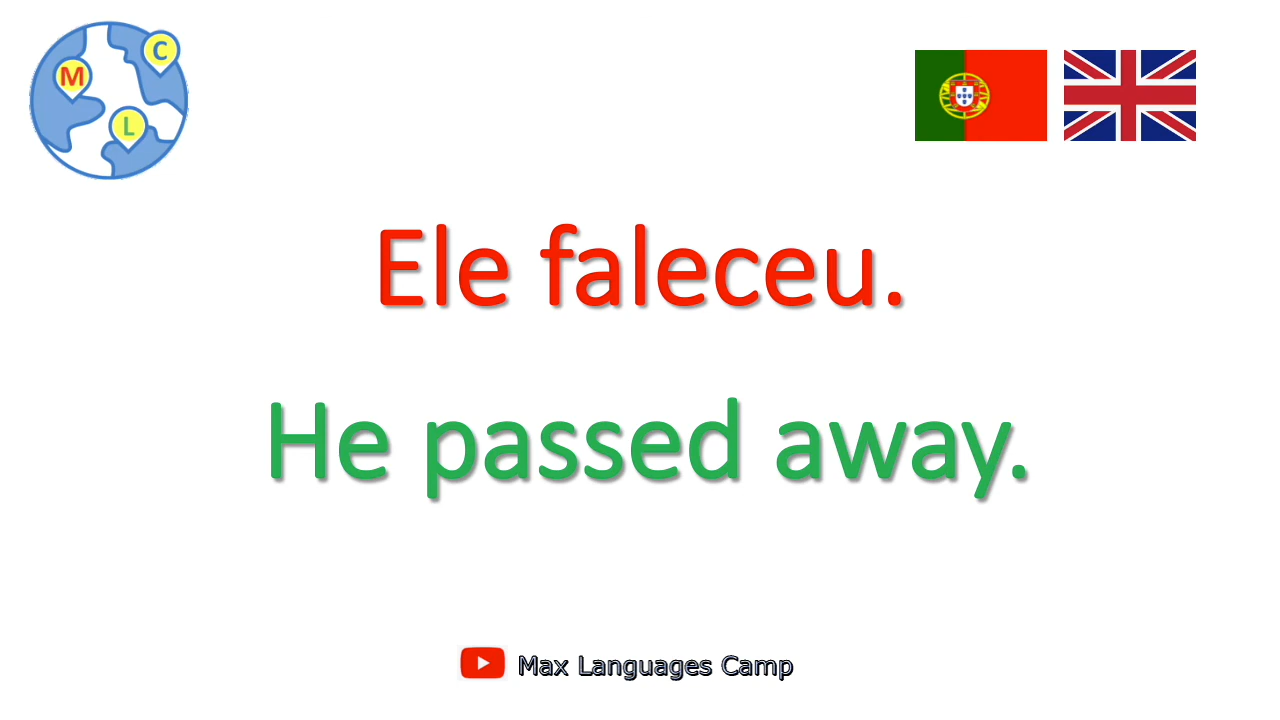 C
M
L
Ele faleceu.
He passed away.
Max Languages Camp